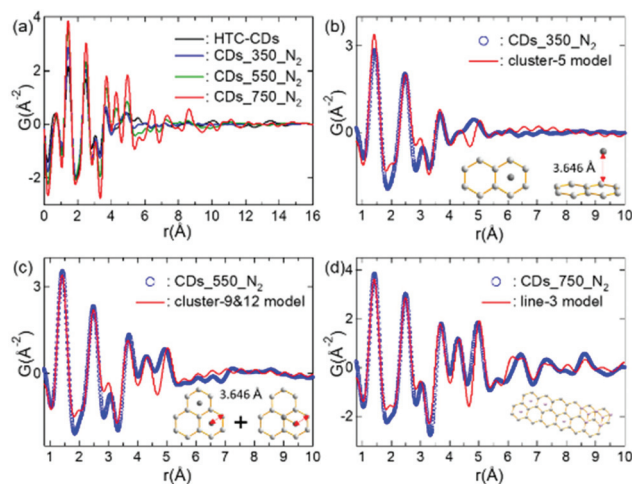 (a)
: HTC-CDs
: CDs_350_N₂
: CDs_550_N₂
: CDs_750_N₂
4
2
0
-2
G(Å⁻²)
0 2 4 6 8 10 12 14 16
r(Å)
(b)
: CDs_350_N₂
: cluster-5 model
3
0
G(Å⁻²)
3.646 Å
1 2 3 4 5 6 7 8 9 10
r(Å)
(c)
: CDs_550_N₂
: cluster-9&12 model
3
0
G(Å⁻²)
3.646 Å
+
1 2 3 4 5 6 7 8 9 10
r(Å)
(d)
: CDs_750_N₂
: line-3 model
4
2
0
-2
G(Å⁻²)
1 2 3 4 5 6 7 8 9 10
r(Å)